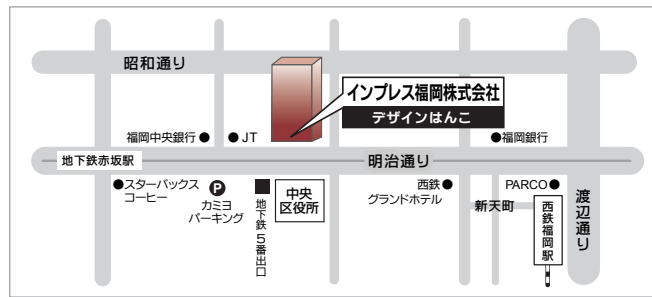 昭和通り
インプレス福岡株式会社
デザインはんこ
福岡中央銀行
JT
福岡銀行
地下鉄赤坂駅
明治通り
スターバックス
コーヒー
P
カミヨ
パーキング
地下鉄5番出口
中央
区役所
西鉄
グランドホテル
PARCO
新天町
西鉄福岡駅
渡辺通り